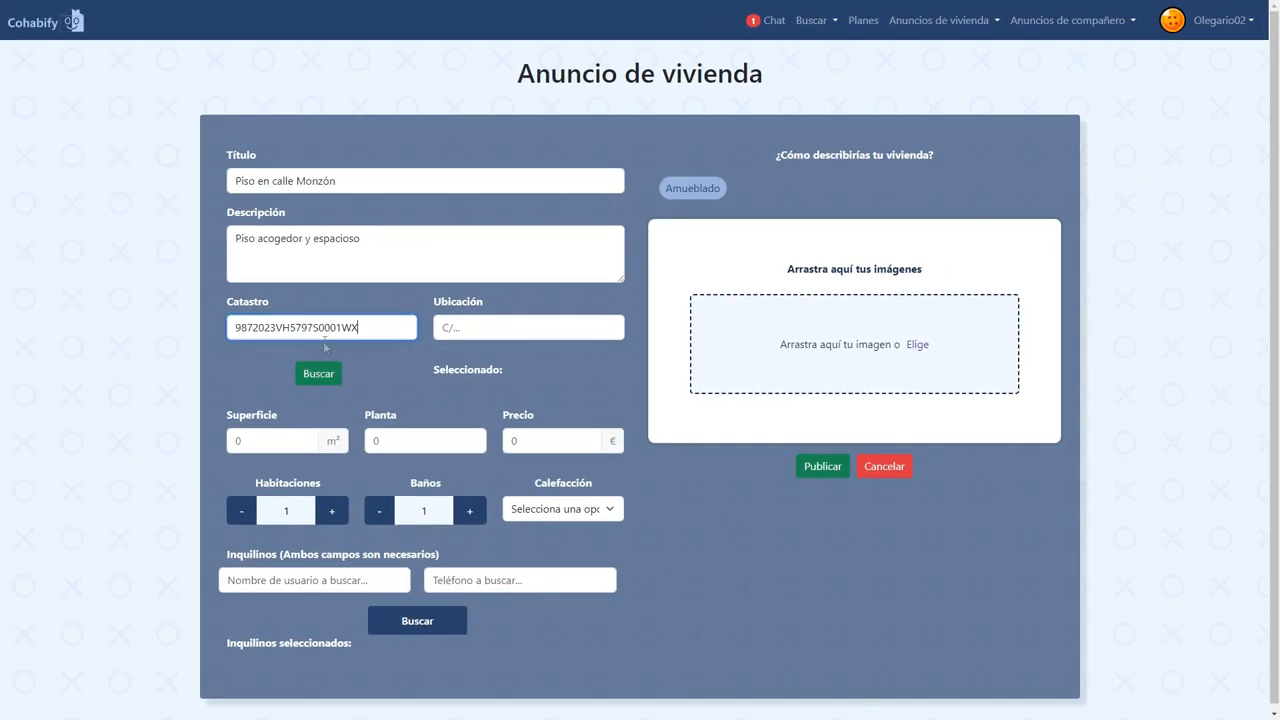 Cohabify
1 Chat Buscar Planes Anuncios de vivienda Anuncios de compañero Olegario02
Anuncio de vivienda
Título
Piso en calle Monzón
Descripción
Piso acogedor y espacioso
Catastro Ubicación
9872023VH5797S0001WX C/...
Buscar Seleccionado:
Superficie Planta Precio
0 m² 0 0 €
Habitaciones Baños Calefacción
- 1 + - 1 + Selecciona una opc
Inquilinos (Ambos campos son necesarios)
Nombre de usuario a buscar... Teléfono a buscar...
Buscar
Inquilinos seleccionados:
¿Cómo describirías tu vivienda?
Amueblado
Arrastra aquí tus imágenes
Arrastra aquí tu imagen o Elige
Publicar Cancelar